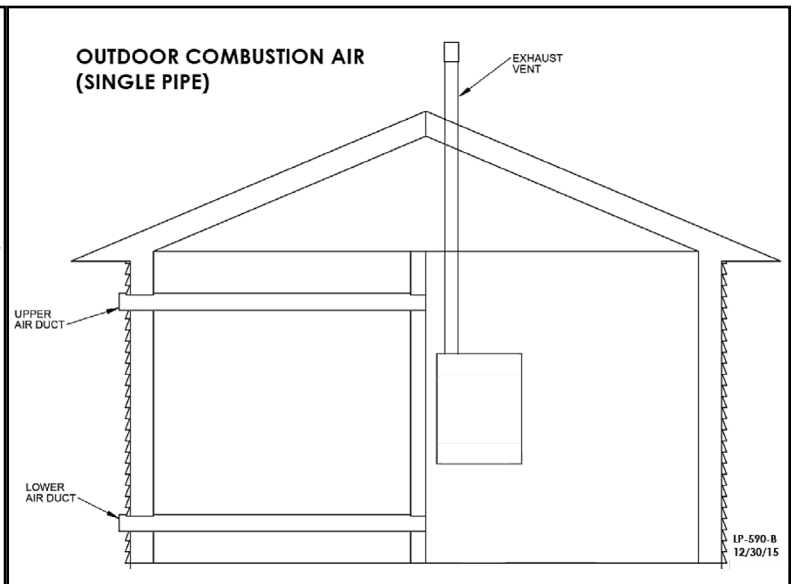 OUTDOOR COMBUSTION AIR
(SINGLE PIPE)
EXHAUST
VENT
UPPER
AIR DUCT
LOWER
AIR DUCT
LP-590-B
12/30/15